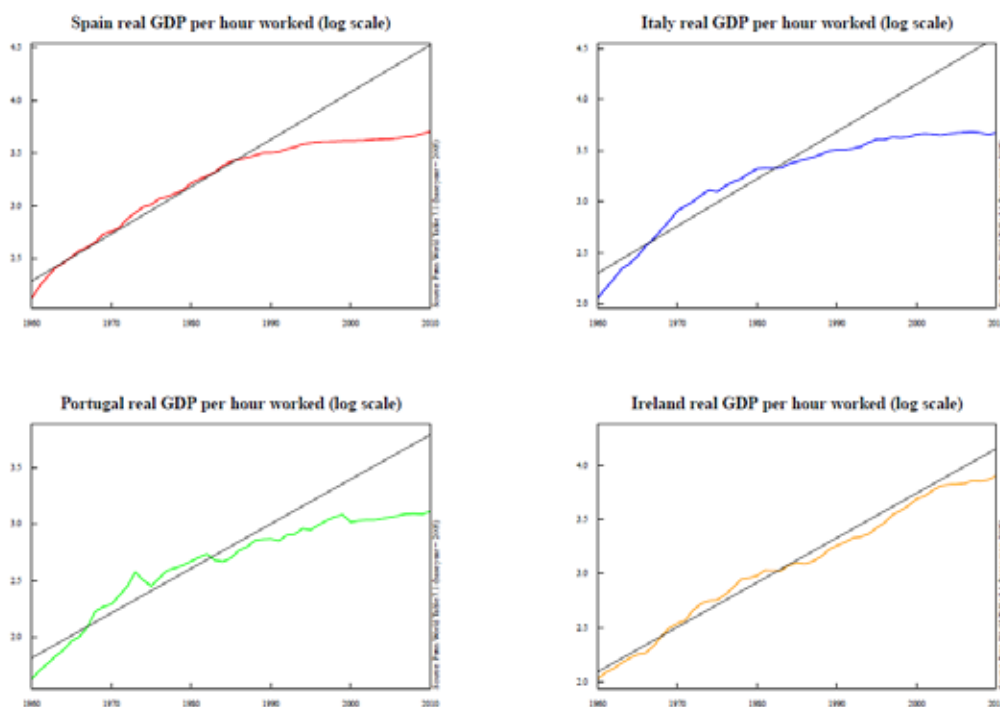 Spain real GDP per hour worked (log scale)
4.5
4.0
3.5
3.0
2.5
1960 1970 1980 1990 2000 2010
Italy real GDP per hour worked (log scale)
4.5
4.0
3.5
3.0
2.5
2.0
1960 1970 1980 1990 2000
Portugal real GDP per hour worked (log scale)
3.5
3.0
2.5
2.0
1960 1970 1980 1990 2000 2010
Ireland real GDP per hour worked (log scale)
4.0
3.5
3.0
2.5
2.0
1960 1970 1980 1990 2000